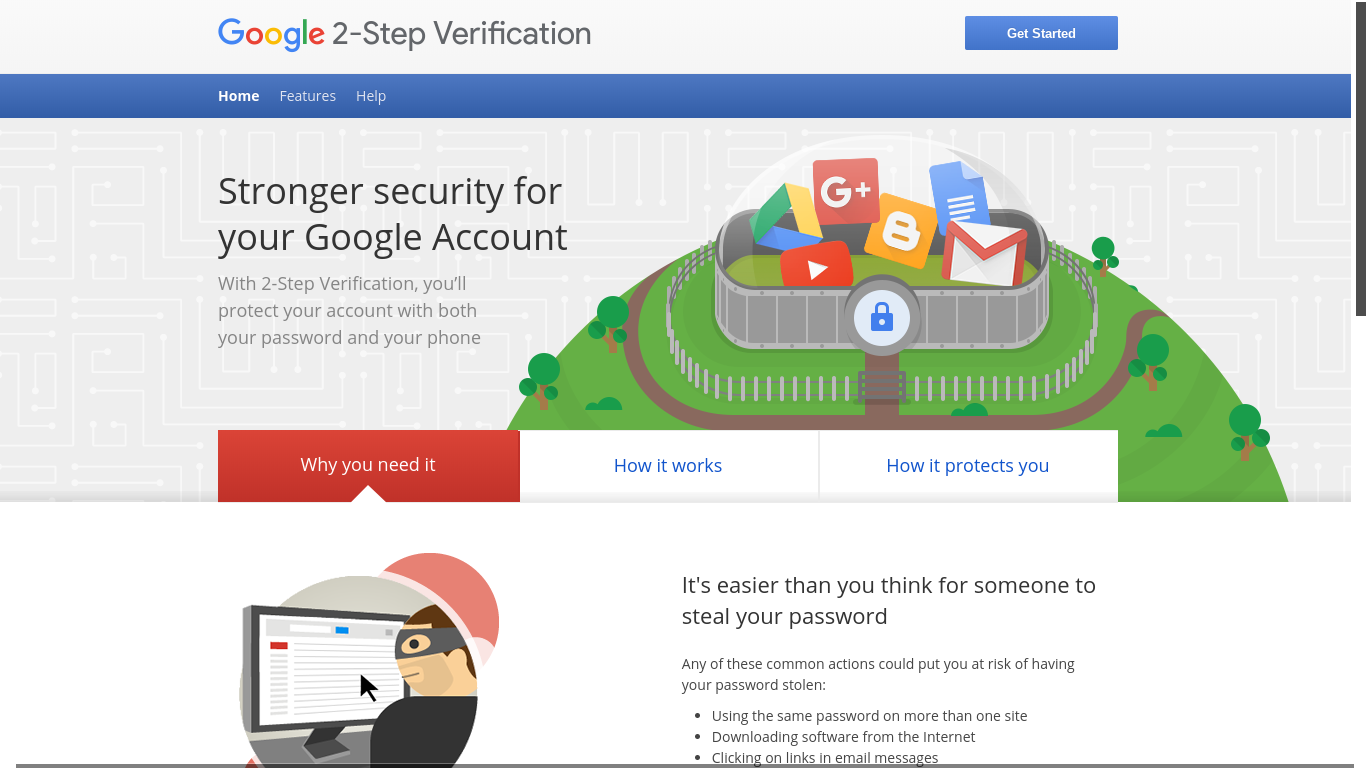 Google 2-Step Verification
Get Started
Home Features Help
Stronger security for
your Google Account
With 2-Step Verification, you’ll
protect your account with both
your password and your phone
G+
Why you need it
How it works
How it protects you
It's easier than you think for someone to
steal your password
Any of these common actions could put you at risk of having
your password stolen:
Using the same password on more than one site
Downloading software from the Internet
Clicking on links in email messages